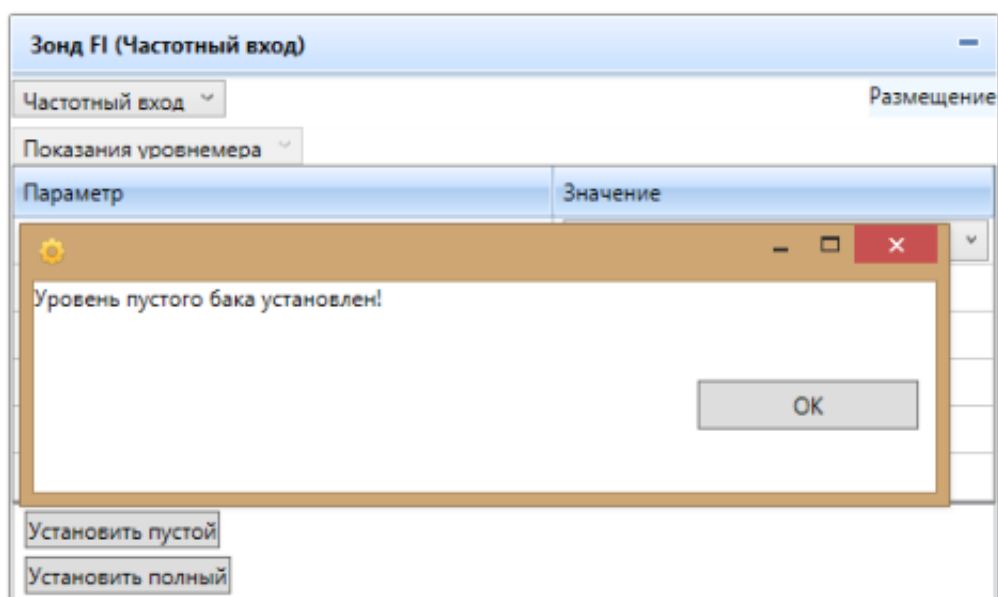 Зонд FI (Частотный вход)
Частотный вход
Размещение
Показания уровнемера
Параметр
Значение
Уровень пустого бака установлен!
OK
Установить пустой
Установить полный